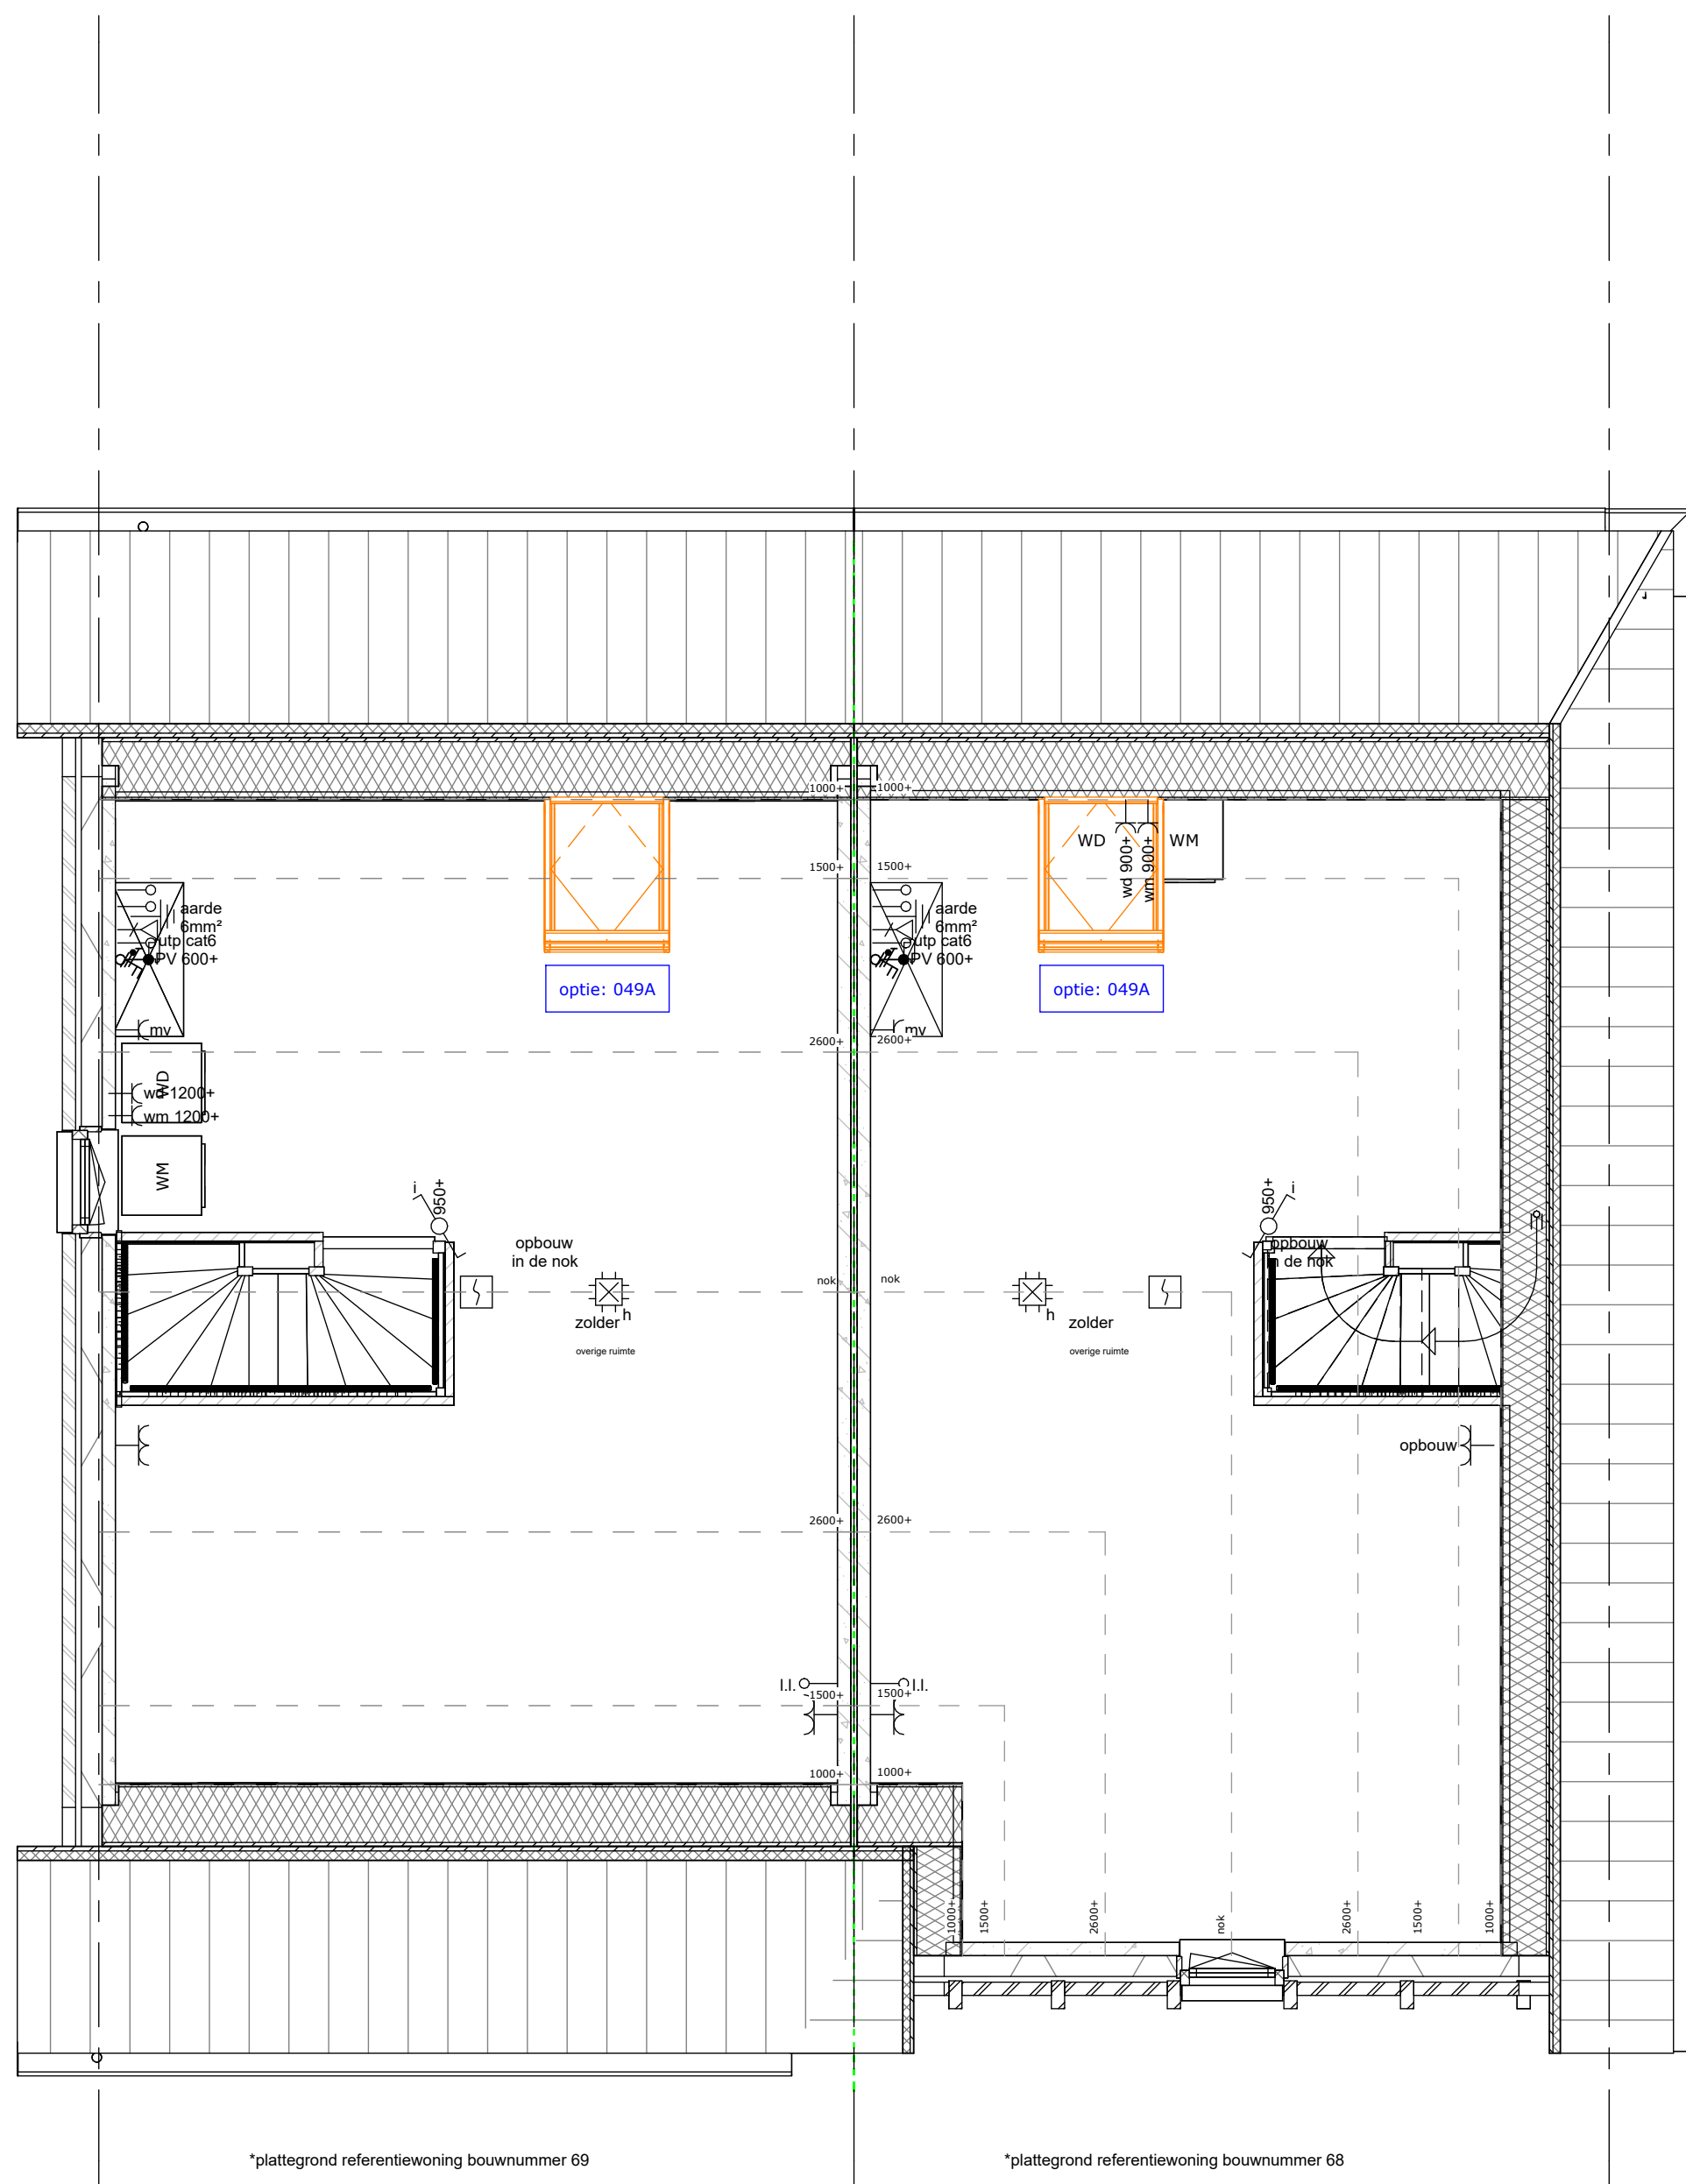 1000+
1000+
WD
wd 900+
wm 900+
WM
1500+
1500+
aarde
6mm²
utp cat6
PV 600+
aarde
6mm²
utp cat6
PV 600+
optie: 049A
optie: 049A
mv
mv
2600+
2600+
WD
wd 1200+
wm 1200+
WM
i
950+
950+
i
opbouw
in de nok
opbouw
in de nok
nok
nok
h
zolder
overige ruimte
h
zolder
overige ruimte
opbouw
2600+
2600+
l.l.
l.l.
1500+
1500+
1000+
1000+
1000+
1500+
2600+
nok
2600+
1500+
1000+
*plattegrond referentiewoning bouwnummer 69
*plattegrond referentiewoning bouwnummer 68